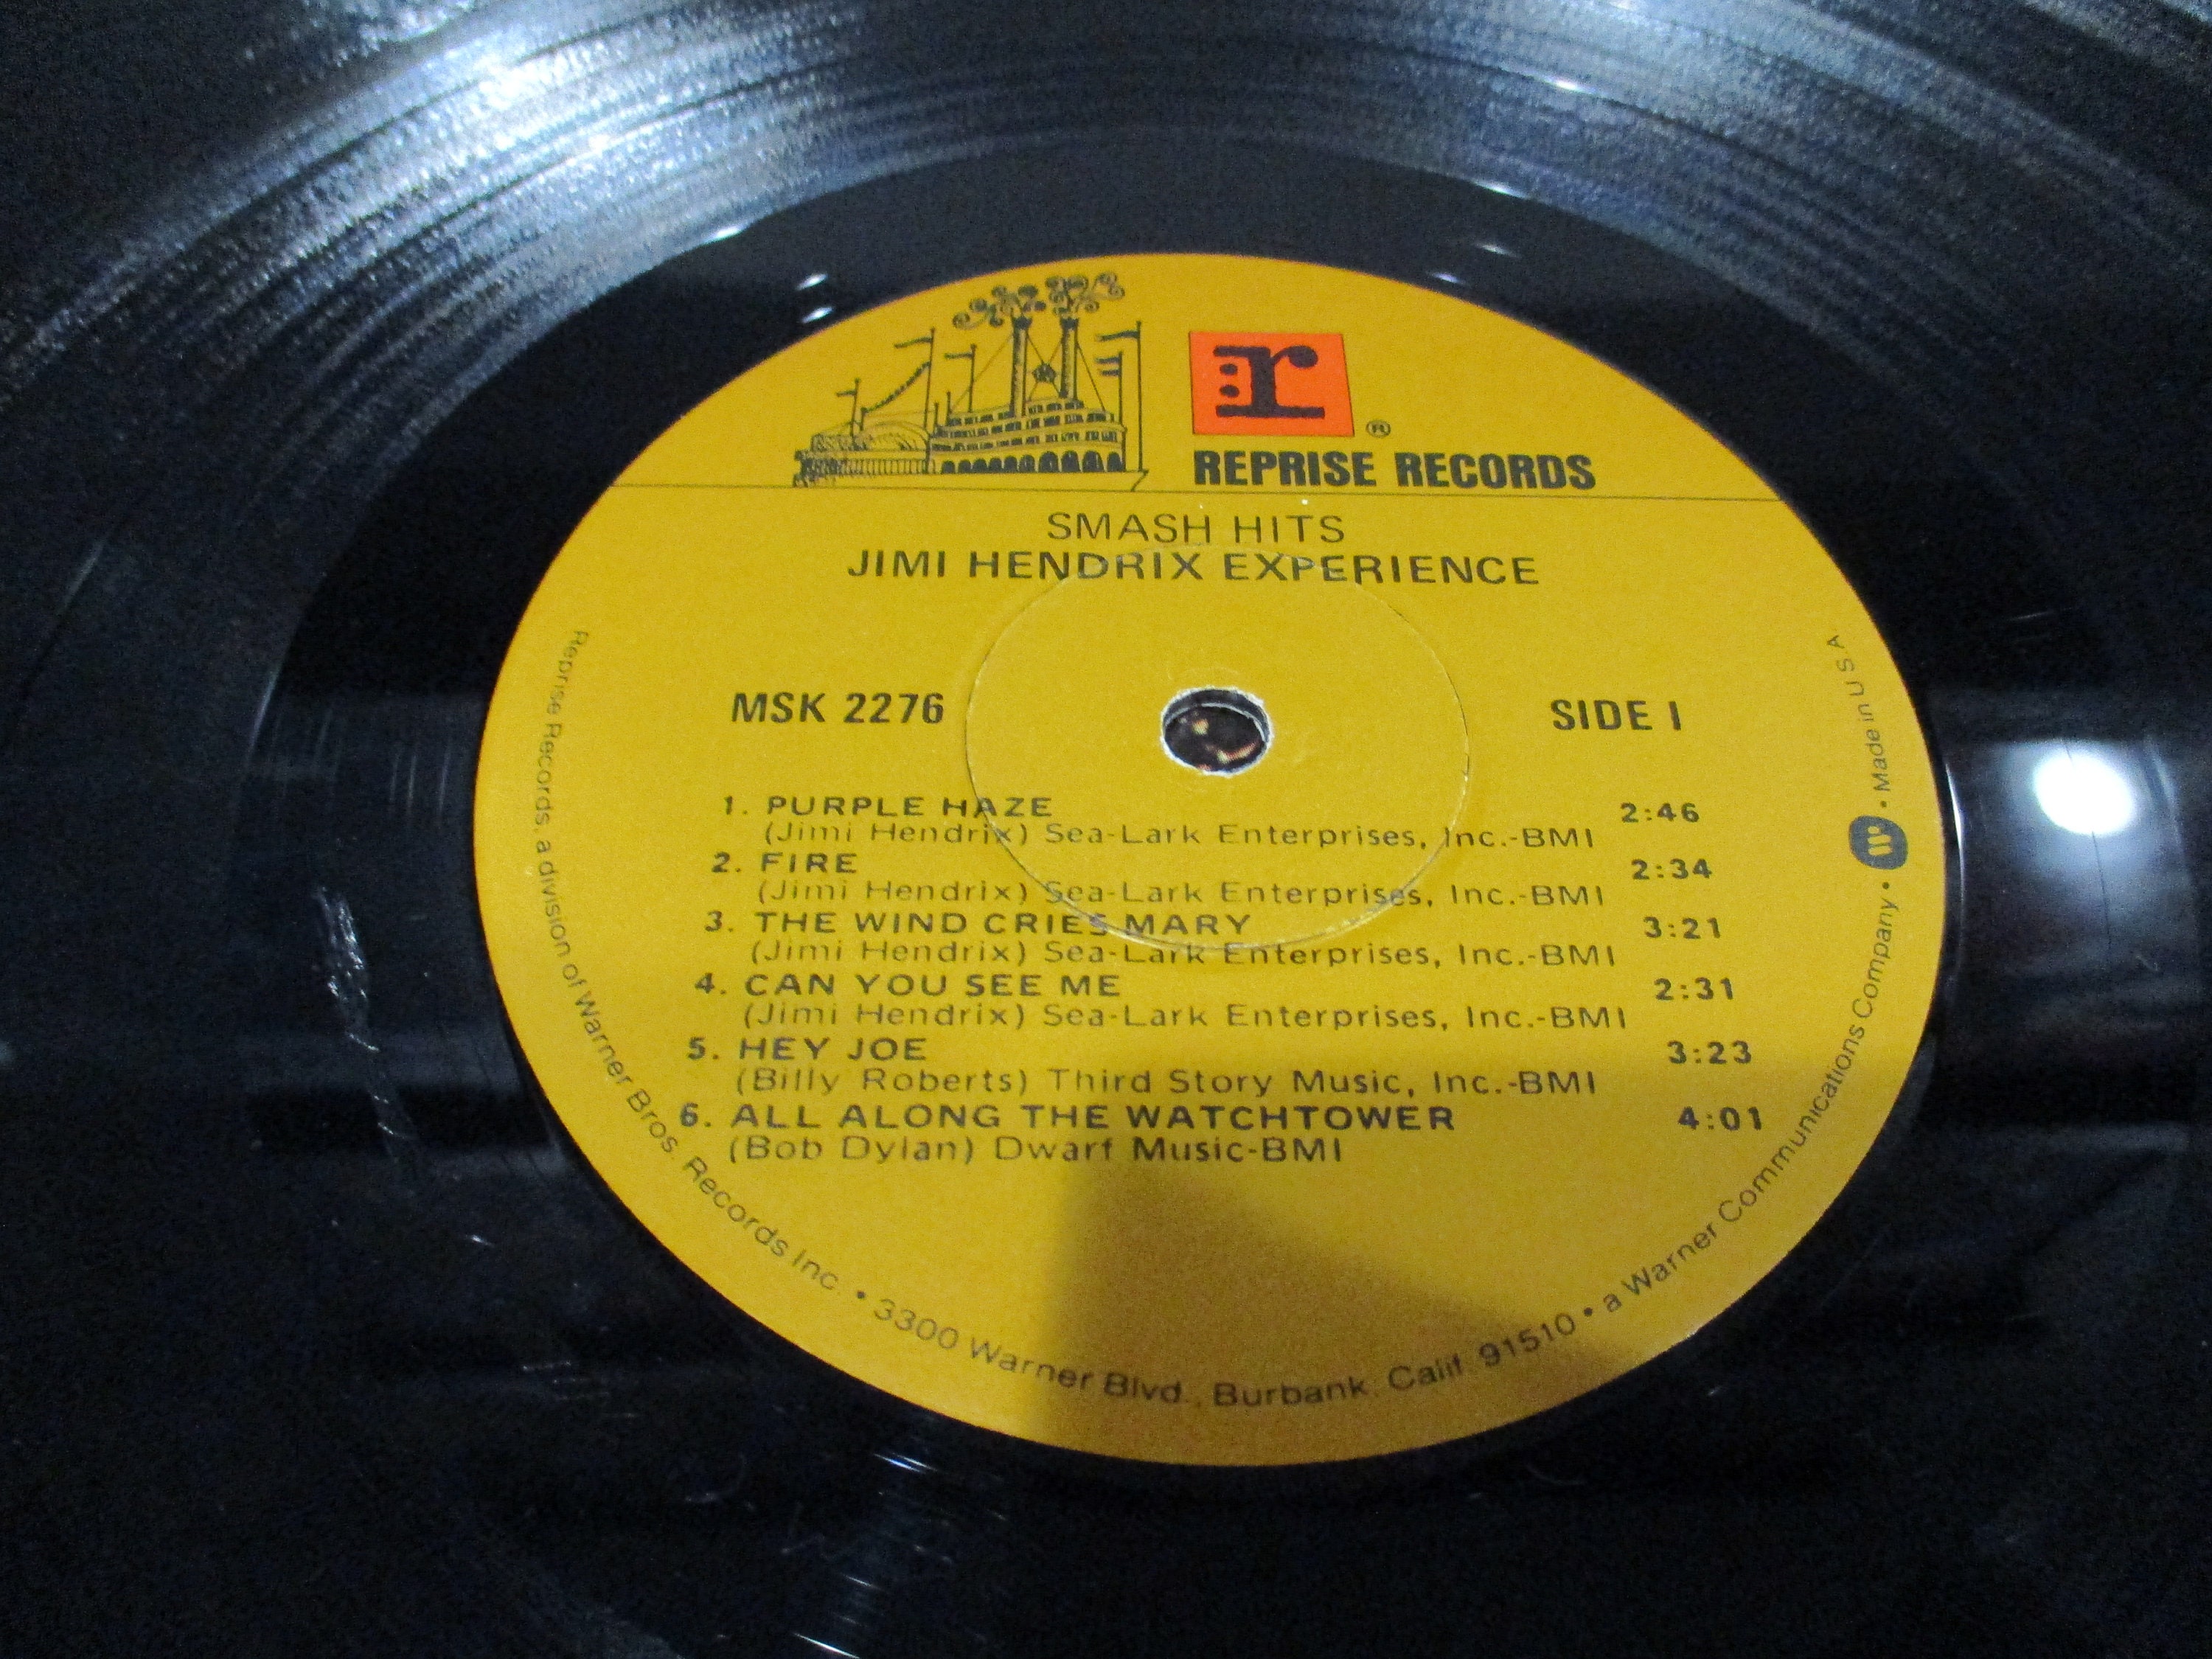 r
®
REPRISE RECORDS
SMASH HITS
JIMI HENDRIX EXPERIENCE
MSK 2276
SIDE 1
1. PURPLE HAZE 2:46
(Jimi Hendrix) Sea-Lark Enterprises, Inc.-BMI
2. FIRE 2:34
(Jimi Hendrix) Sea-Lark Enterprises, Inc.-BMI
3. THE WIND CRIES MARY 3:21
(Jimi Hendrix) Sea-Lark Enterprises, Inc.-BMI
4. CAN YOU SEE ME 2:31
(Jimi Hendrix) Sea-Lark Enterprises, Inc.-BMI
5. HEY JOE 3:23
(Billy Roberts) Third Story Music, Inc.-BMI
6. ALL ALONG THE WATCHTOWER 4:01
(Bob Dylan) Dwarf Music-BMI
Reprise Records, a division of Warner Bros. Records Inc. • 3300 Warner Blvd., Burbank, Calif. 91510 • a Warner Communications Company • W • Made in U.S.A.